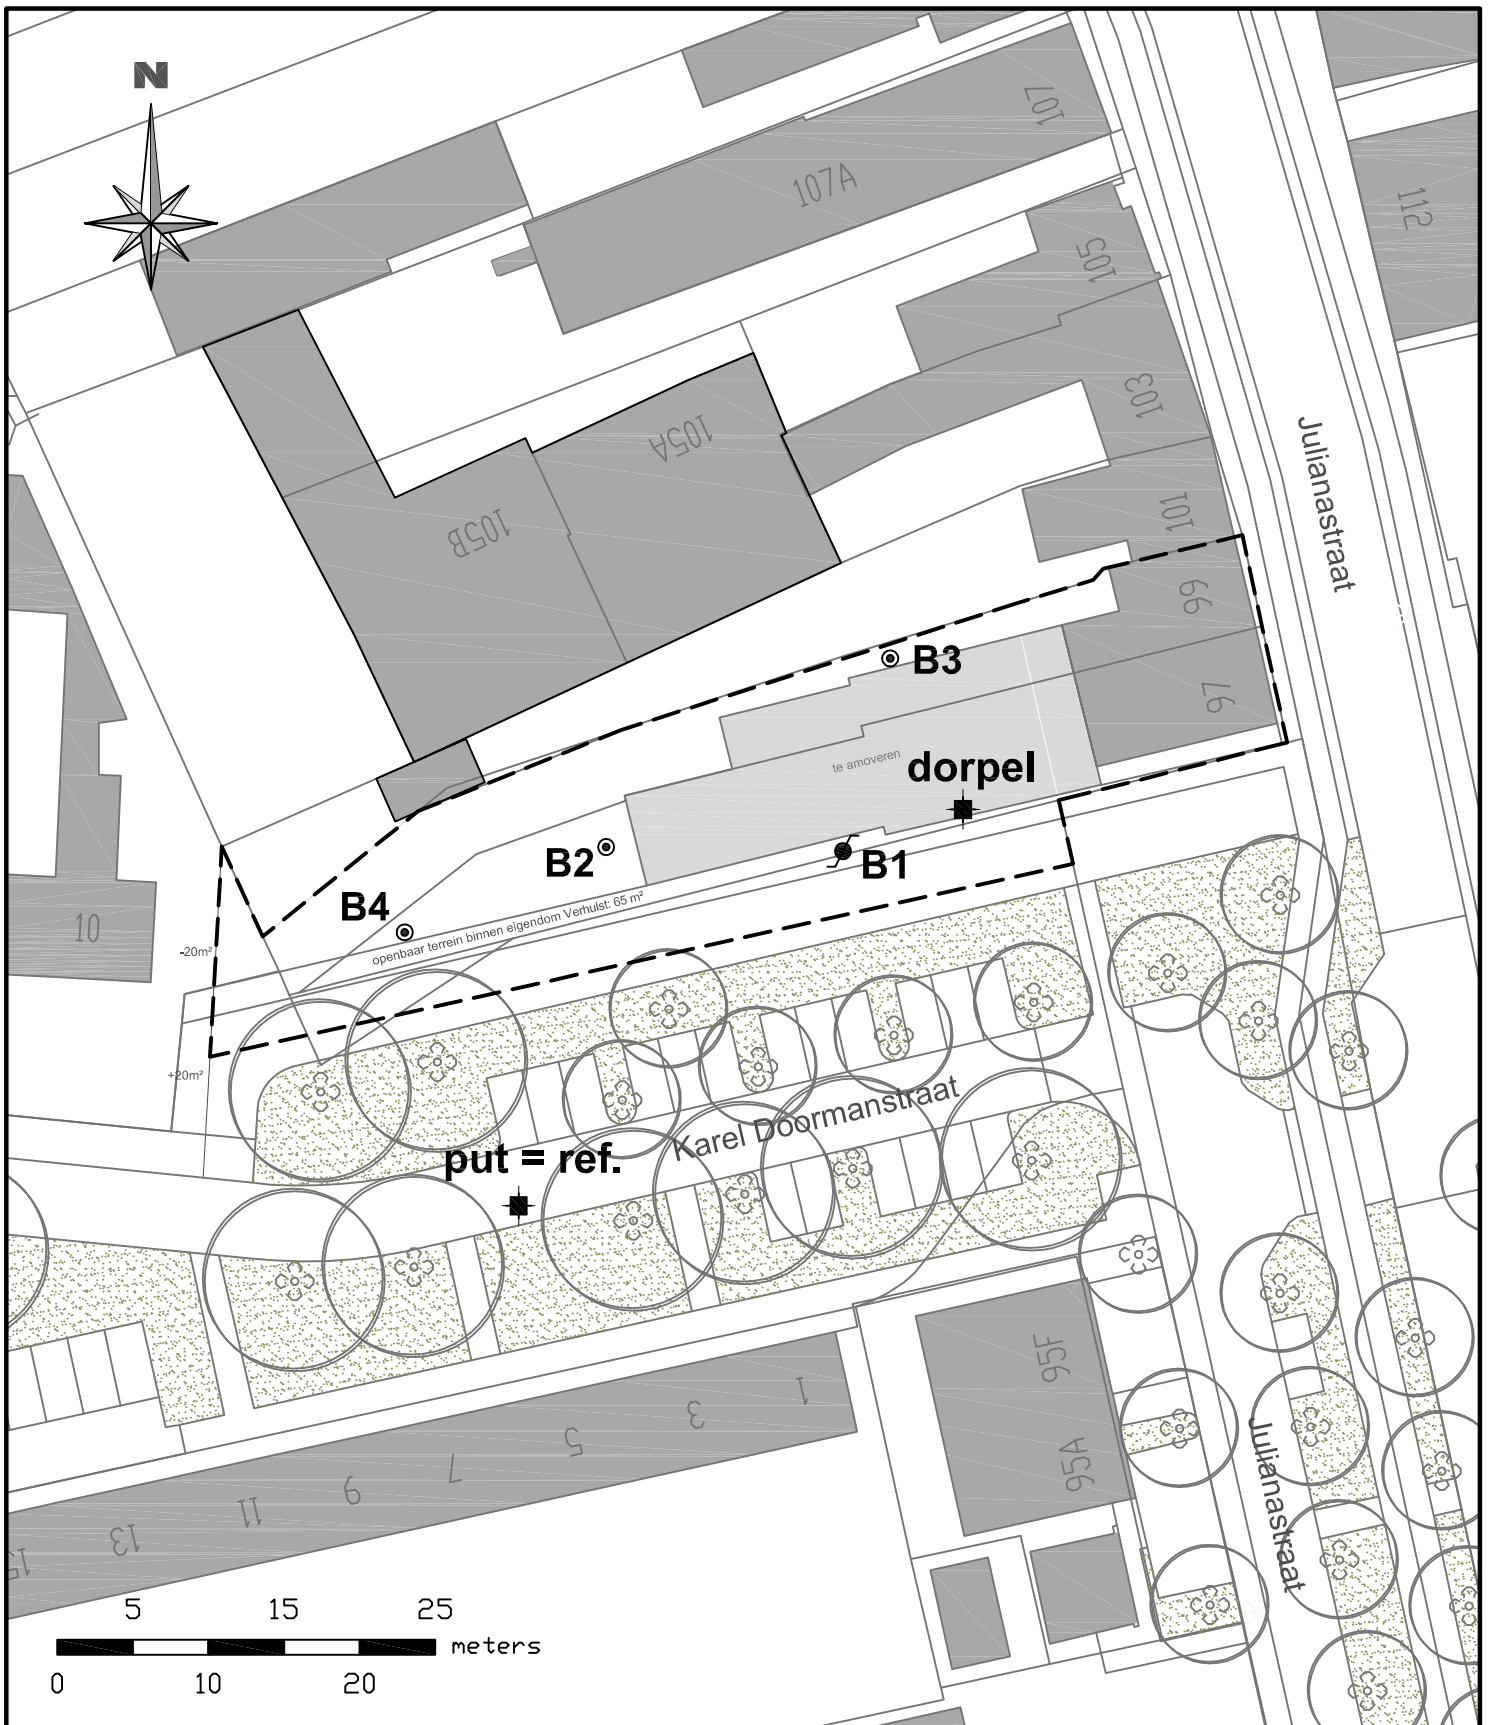 N
107
107A
112
105
103
105A
Julianastraat
101
105B
99
B3
97
te amoveren
dorpel
B2
B1
B4
openbaar terrein binnen eigendom Verhulst: 65 m²
10
-20m²
+20m²
Karel Doormanstraat
put = ref.
95F
1
3
5
7
9
11
13
15
95A
Julianastraat
5 15 25
meters
0 10 20